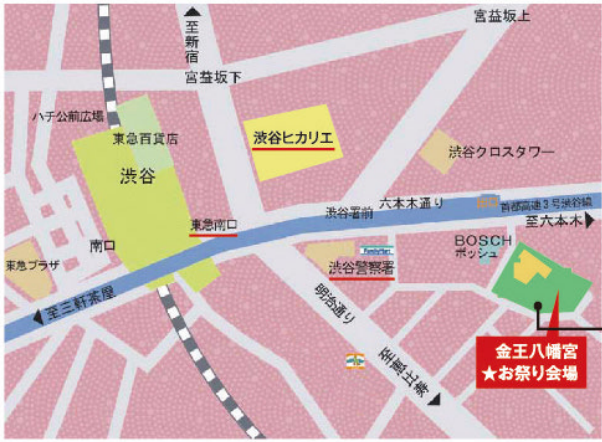 宮益坂上
至新宿
宮益坂下
ハチ公前広場
東急百貨店
渋谷ヒカリエ
渋谷クロスタワー
渋谷
六本木通り
首都高速3号渋谷線
出口
渋谷署前
至六本木
東急南口
南口
BOSCH
ボッシュ
FamilyMart
東急プラザ
渋谷警察署
至三軒茶屋
明治通り
金王八幡宮
★お祭り会場
至恵比寿